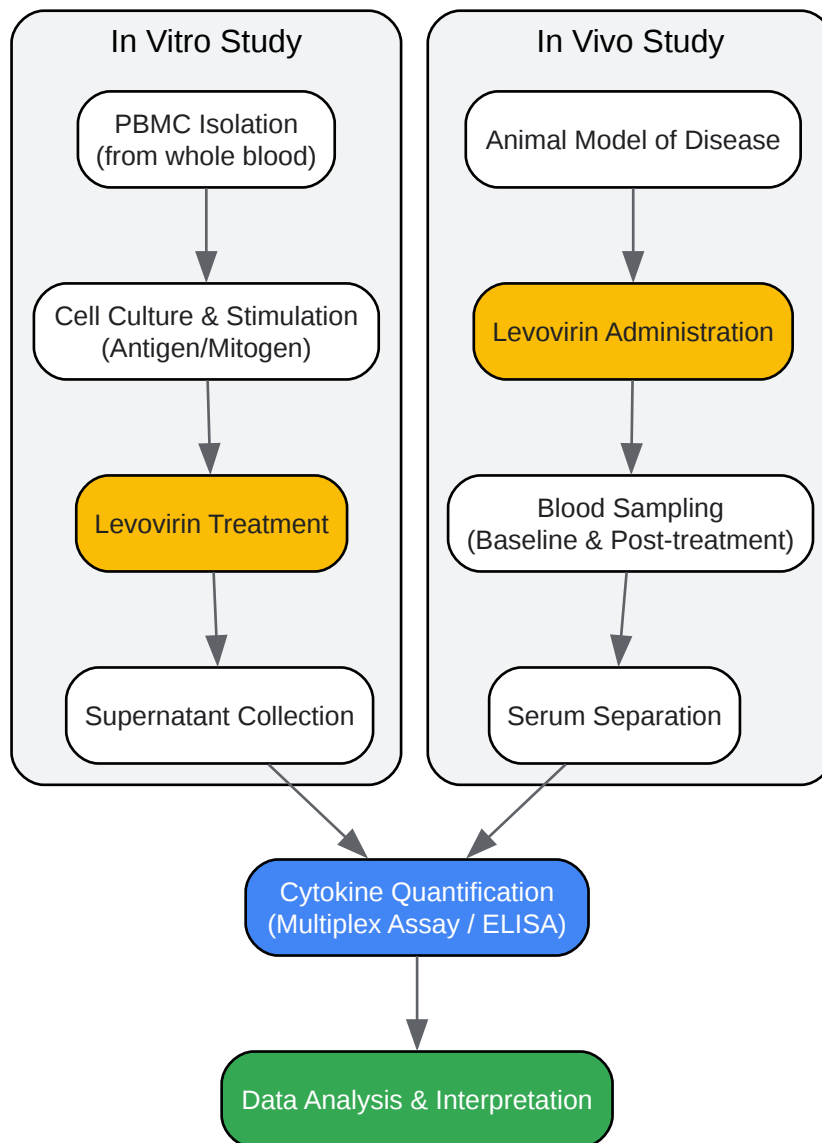 In Vitro Study
PBMC Isolation
(from whole blood)
Cell Culture & Stimulation
(Antigen/Mitogen)
Levovirin Treatment
Supernatant Collection
In Vivo Study
Animal Model of Disease
Levovirin Administration
Blood Sampling
(Baseline & Post-treatment)
Serum Separation
Cytokine Quantification
(Multiplex Assay / ELISA)
Data Analysis & Interpretation